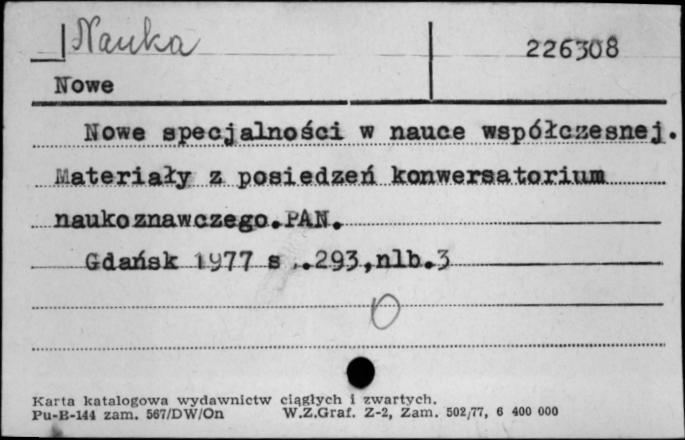 Nauka
226308
Nowe
Nowe specjalności w nauce współczesnej.
Materiały z posiedzeń konwersatorium
naukoznawczego.PAN.
Gdańsk 1977 s ..293,nlb.3
Karta katalogowa wydawnictw ciągłych i zwartych.
Pu-B-144 zam. 567/DW/On W.Z.Graf. Z-2, Zam. 502/77, 6 400 000